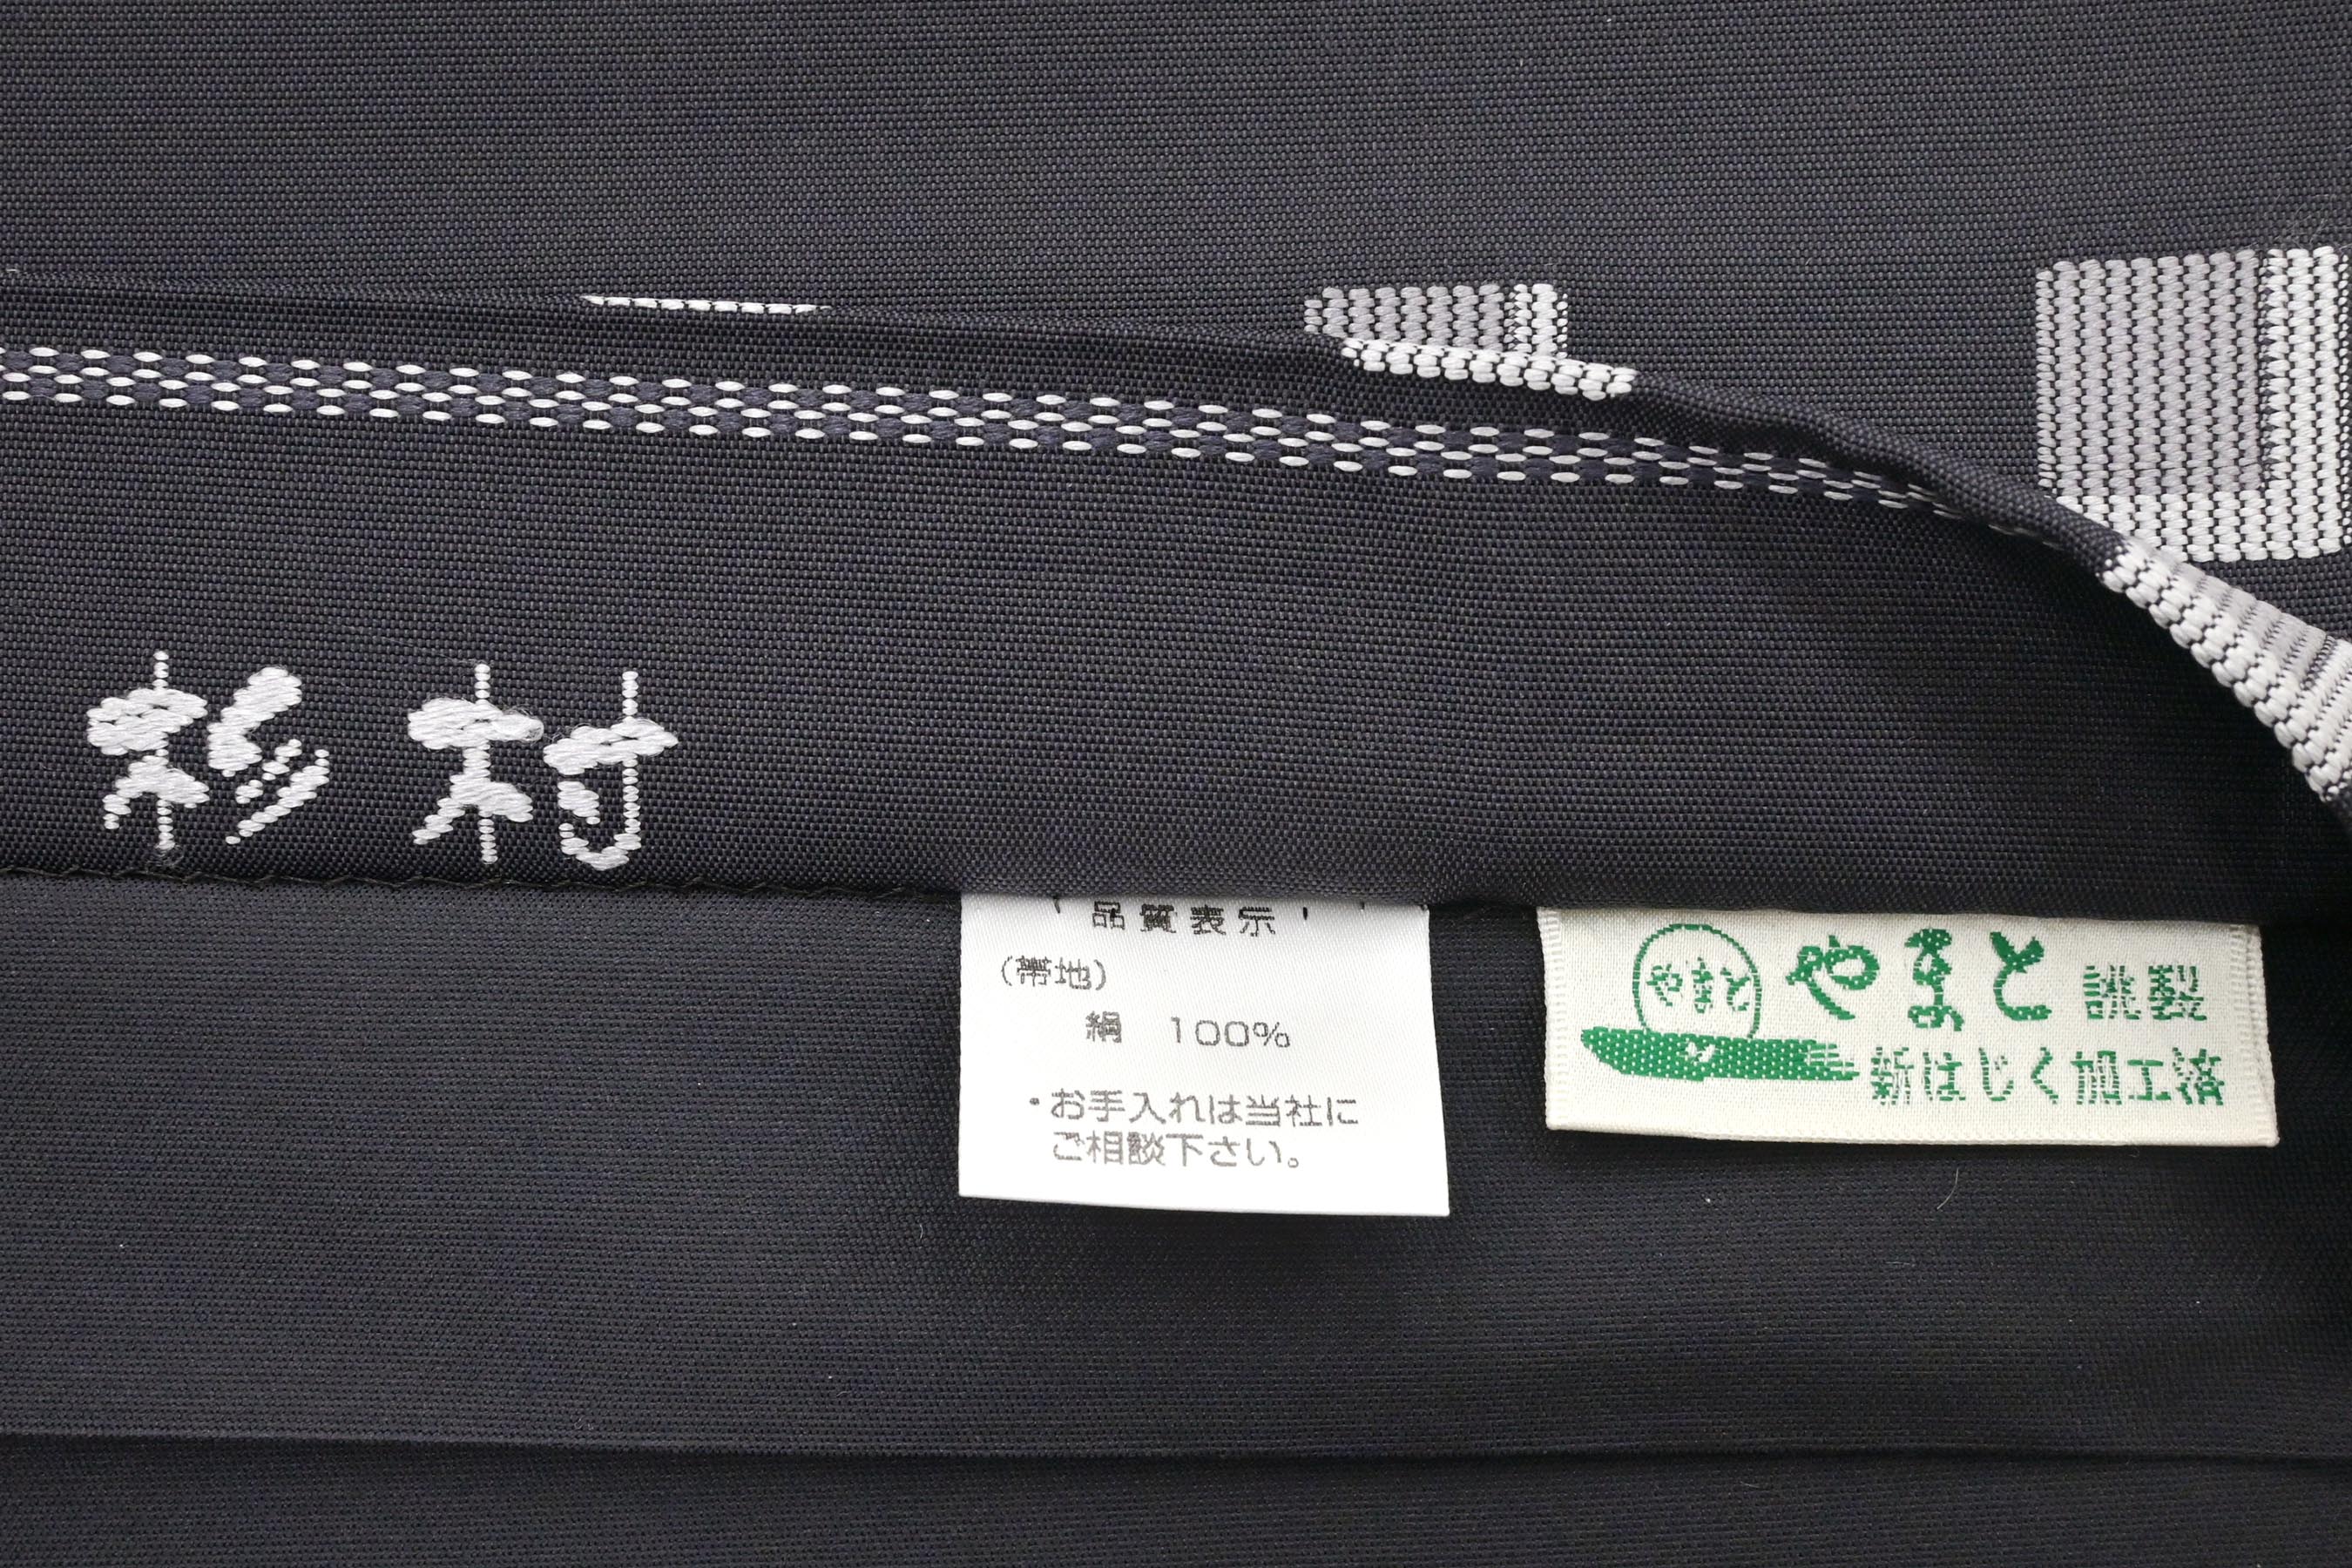 杉村
品質表示
(帯地)
絹 100%
・お手入れは当社に
ご相談下さい。
やまと
やまと 誂製
新はじく加工済